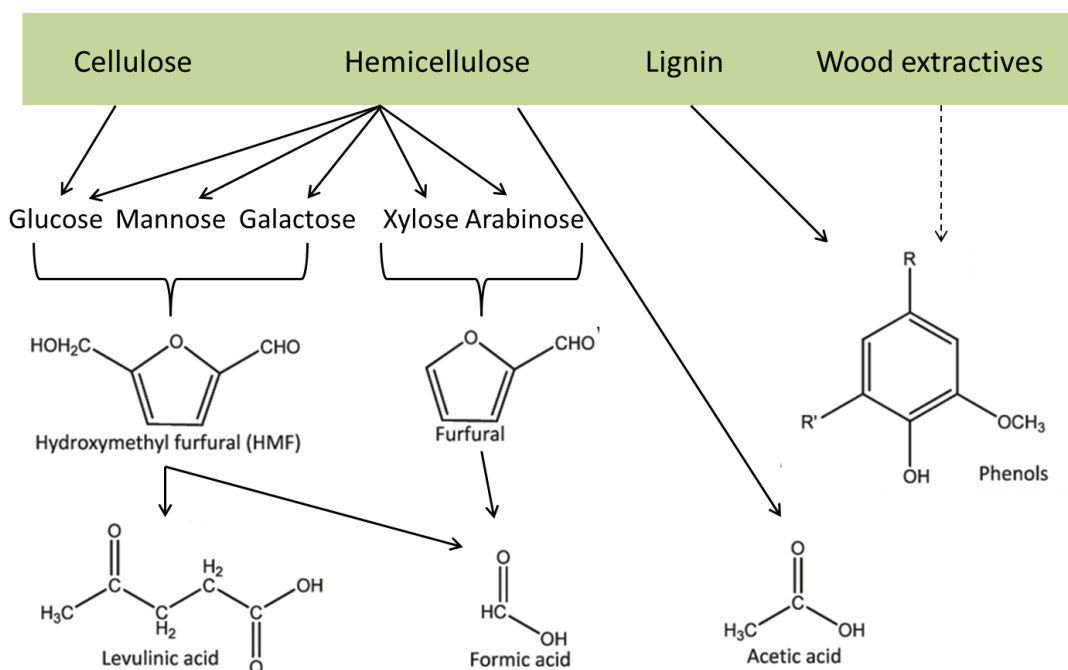 Cellulose Hemicellulose Lignin Wood extractives
Glucose Mannose Galactose Xylose Arabinose
R
HOH₂C O CHO
O CHO'
R' OCH₃
OH
Hydroxymethyl furfural (HMF)
Furfural
Phenols
O
H₂
C C OH
H₃C C C
H₂
O
Levulinic acid
O
HC
OH
Formic acid
O
C
H₃C OH
Acetic acid